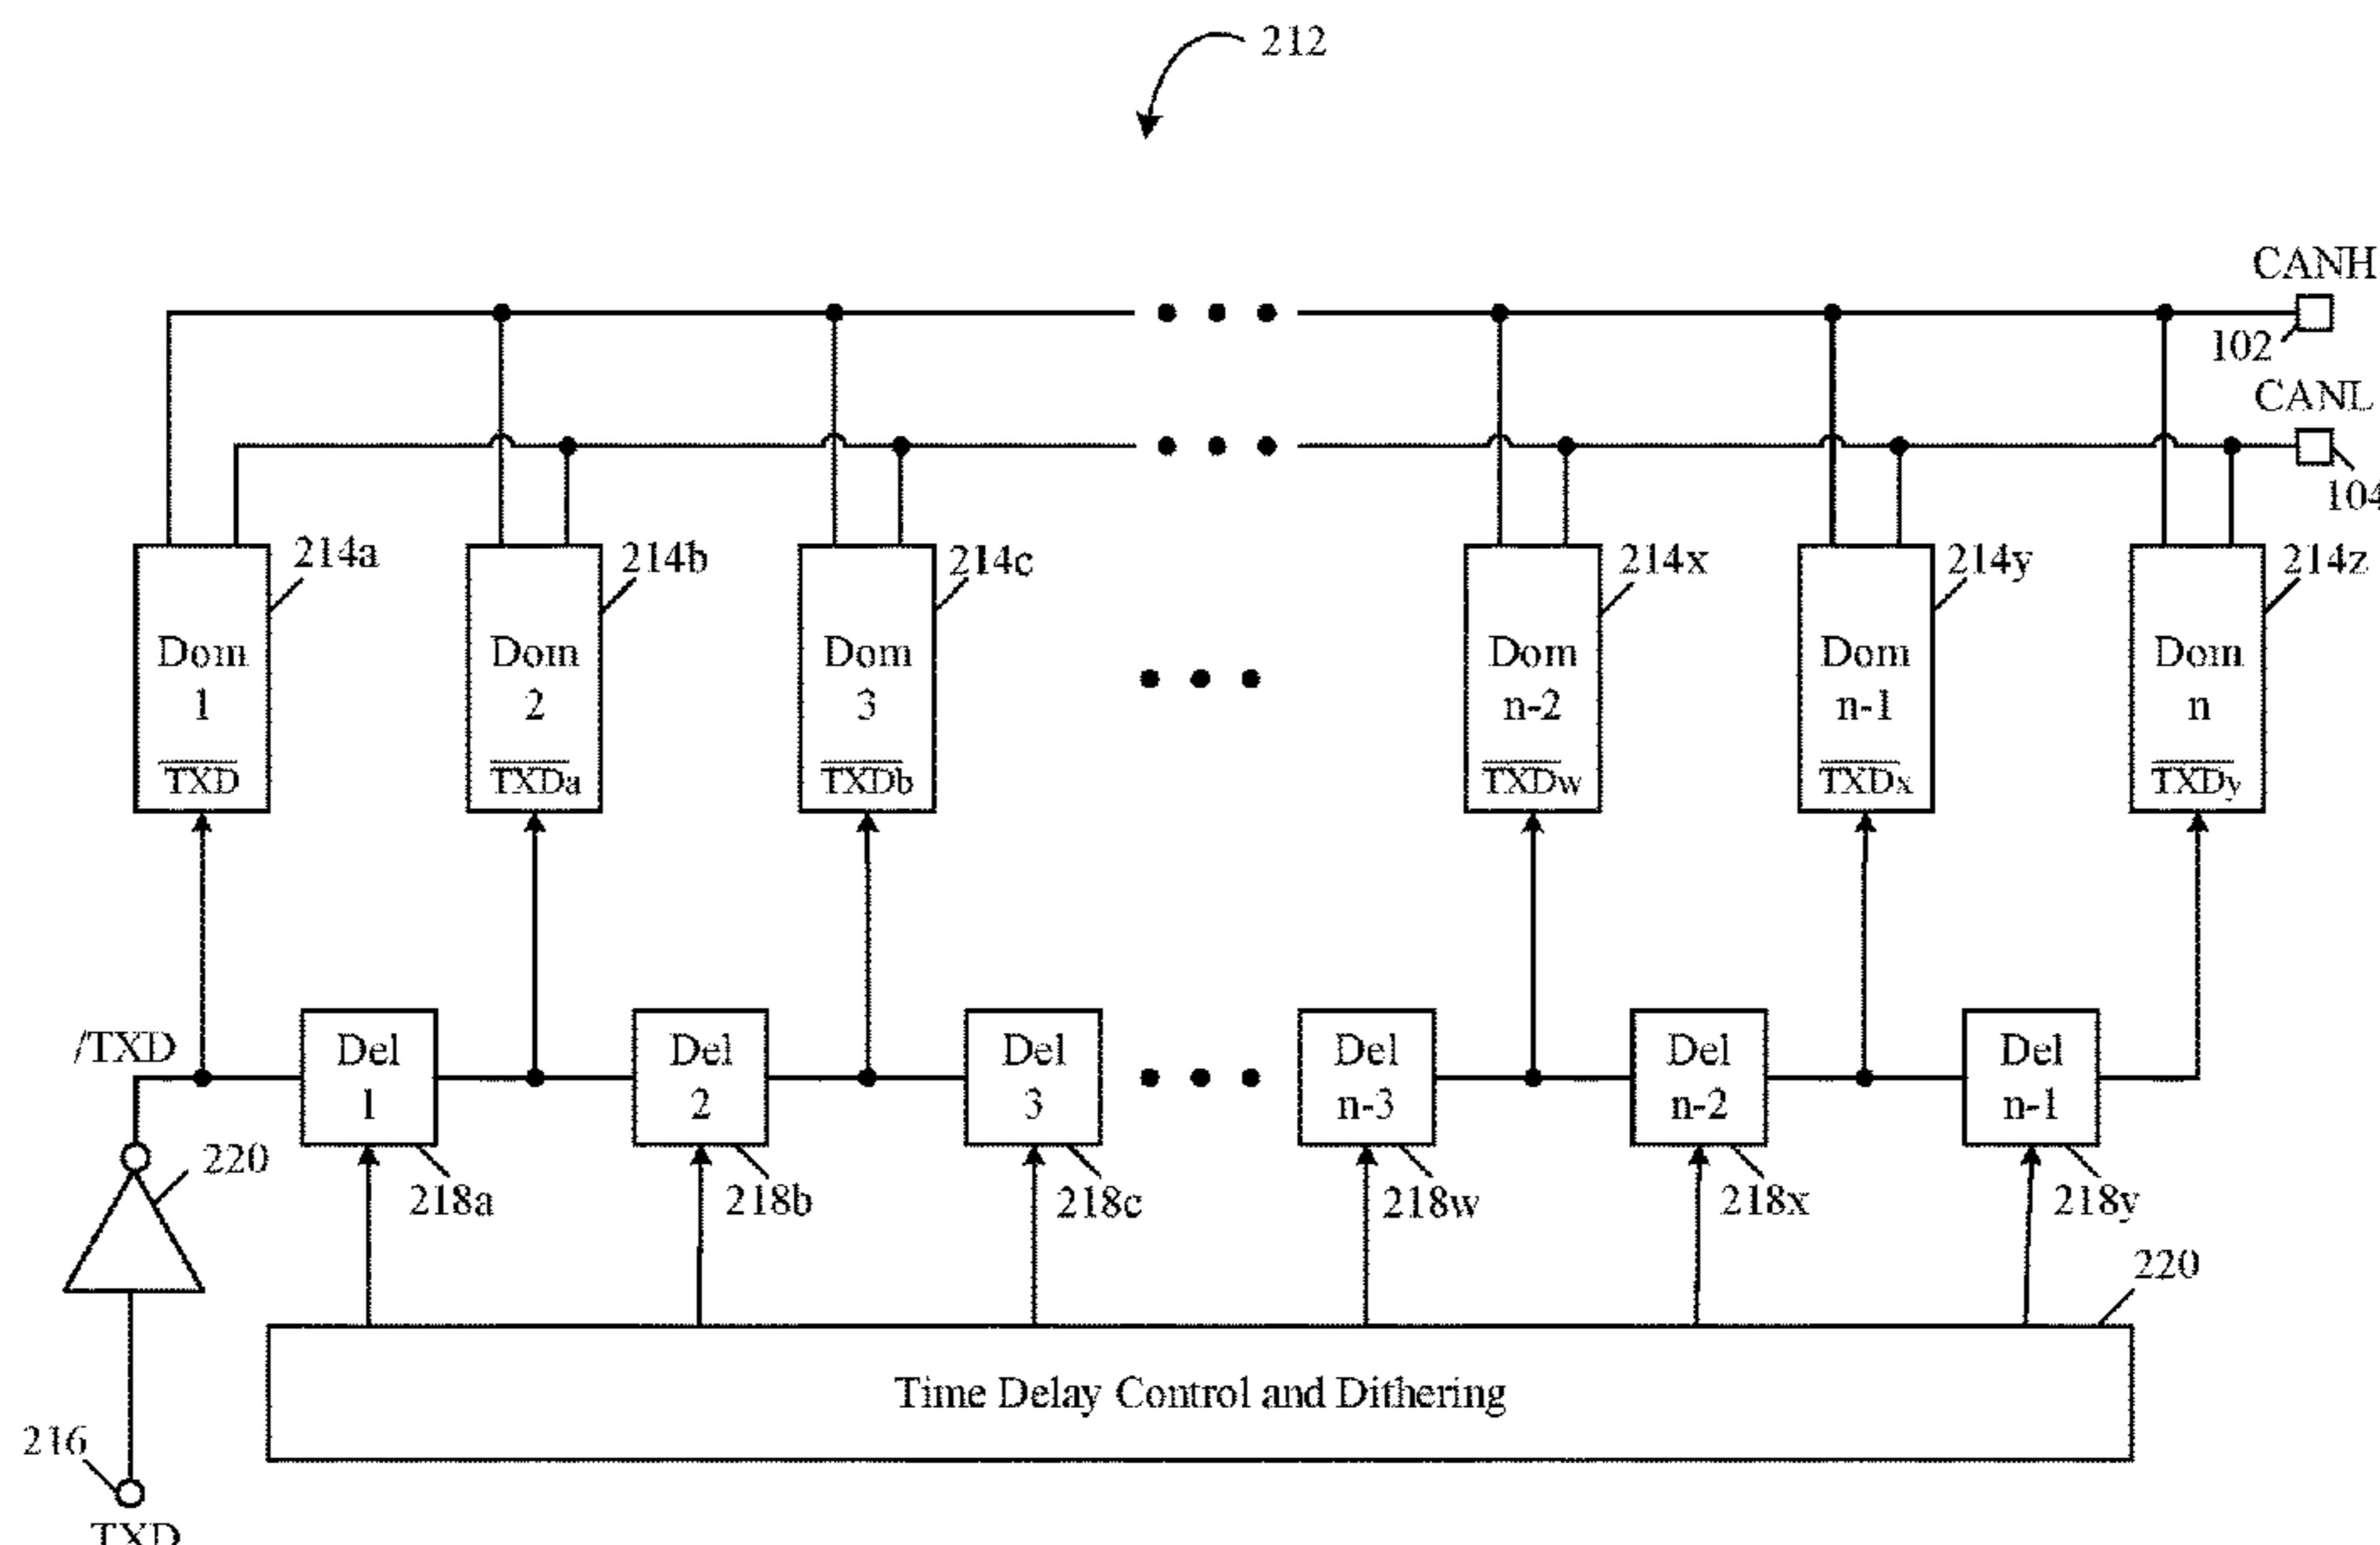 212
CANH
102
CANL
104
214a
214b
214c
214x
214y
214z
Dom
1
TXD
Dom
2
TXDa
Dom
3
TXDb
Dom
n-2
TXDw
Dom
n-1
TXDx
Dom
n
TXDy
/TXD
Del
1
Del
2
Del
3
Del
n-3
Del
n-2
Del
n-1
220
218a
218b
218c
218w
218x
218y
220
Time Delay Control and Dithering
216
TXD